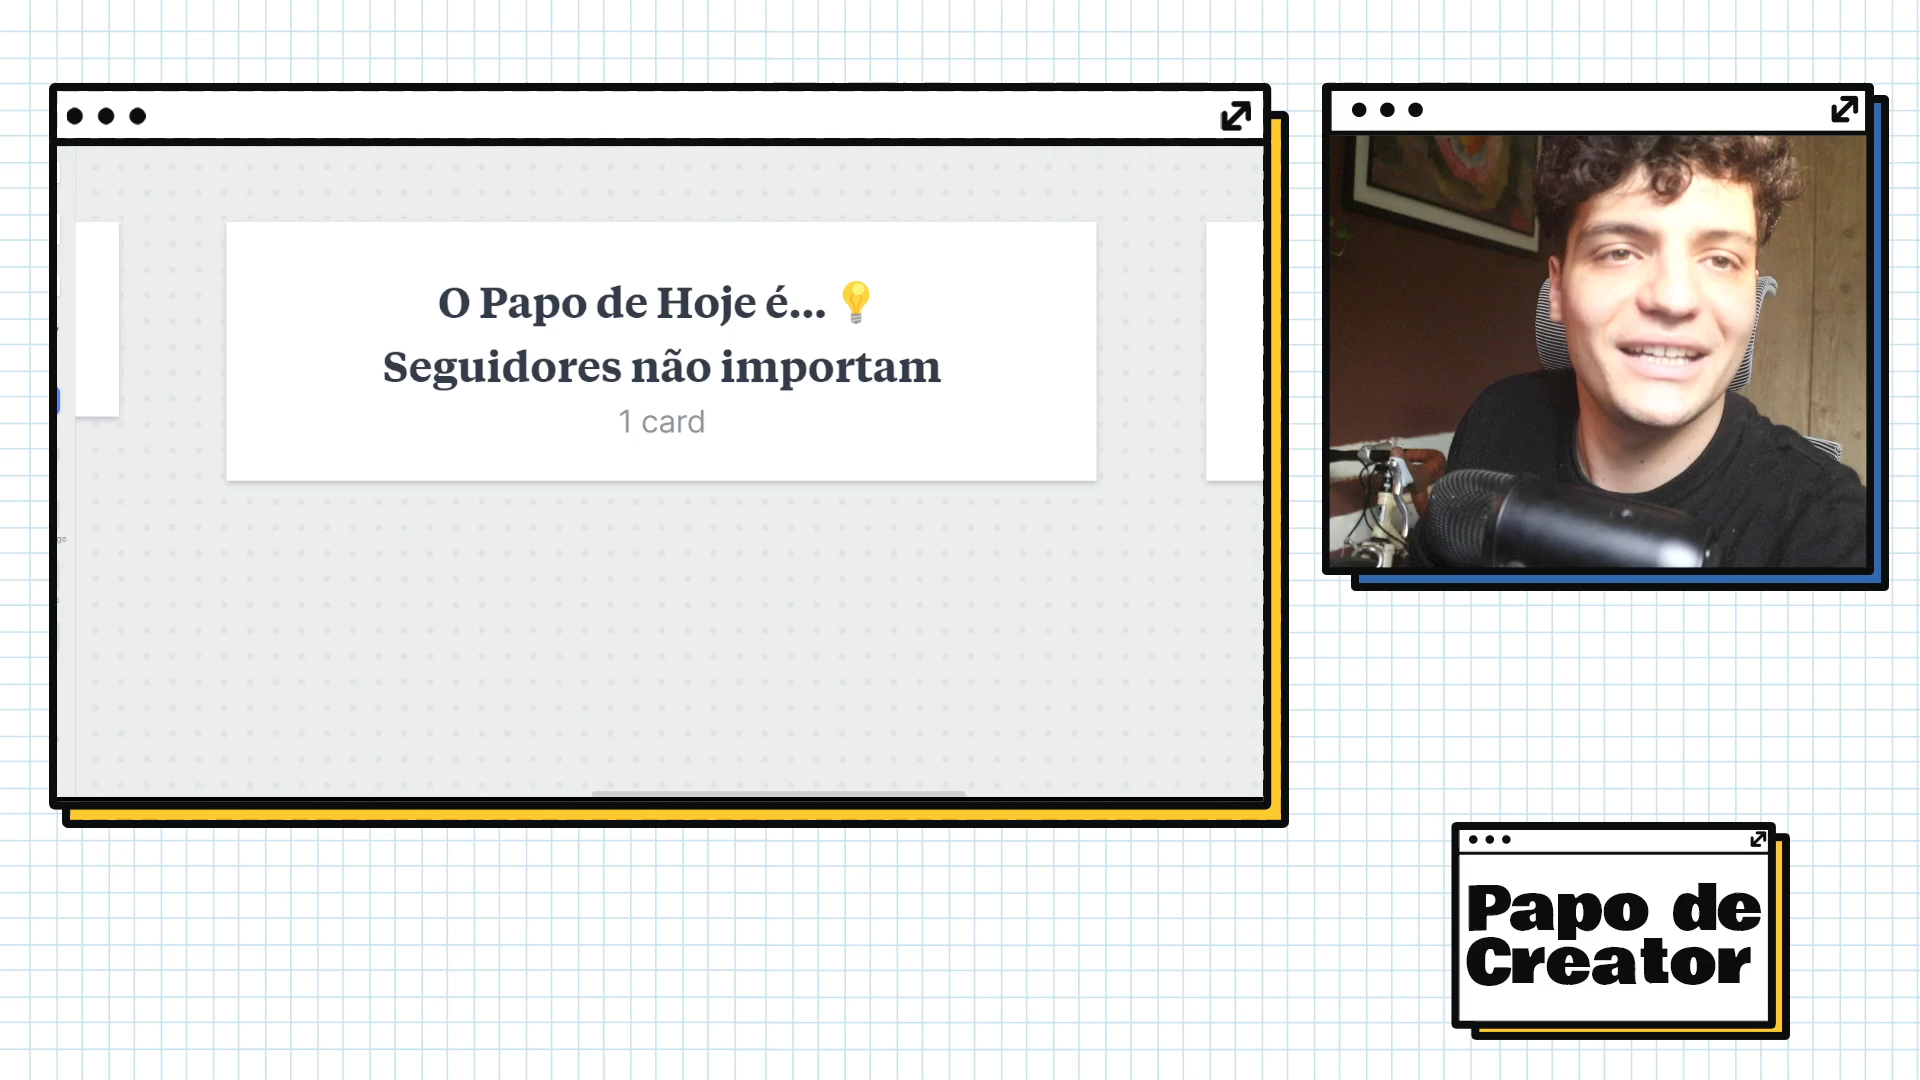 O Papo de Hoje é... 💡
Seguidores não importam
1 card
Papo de
Creator